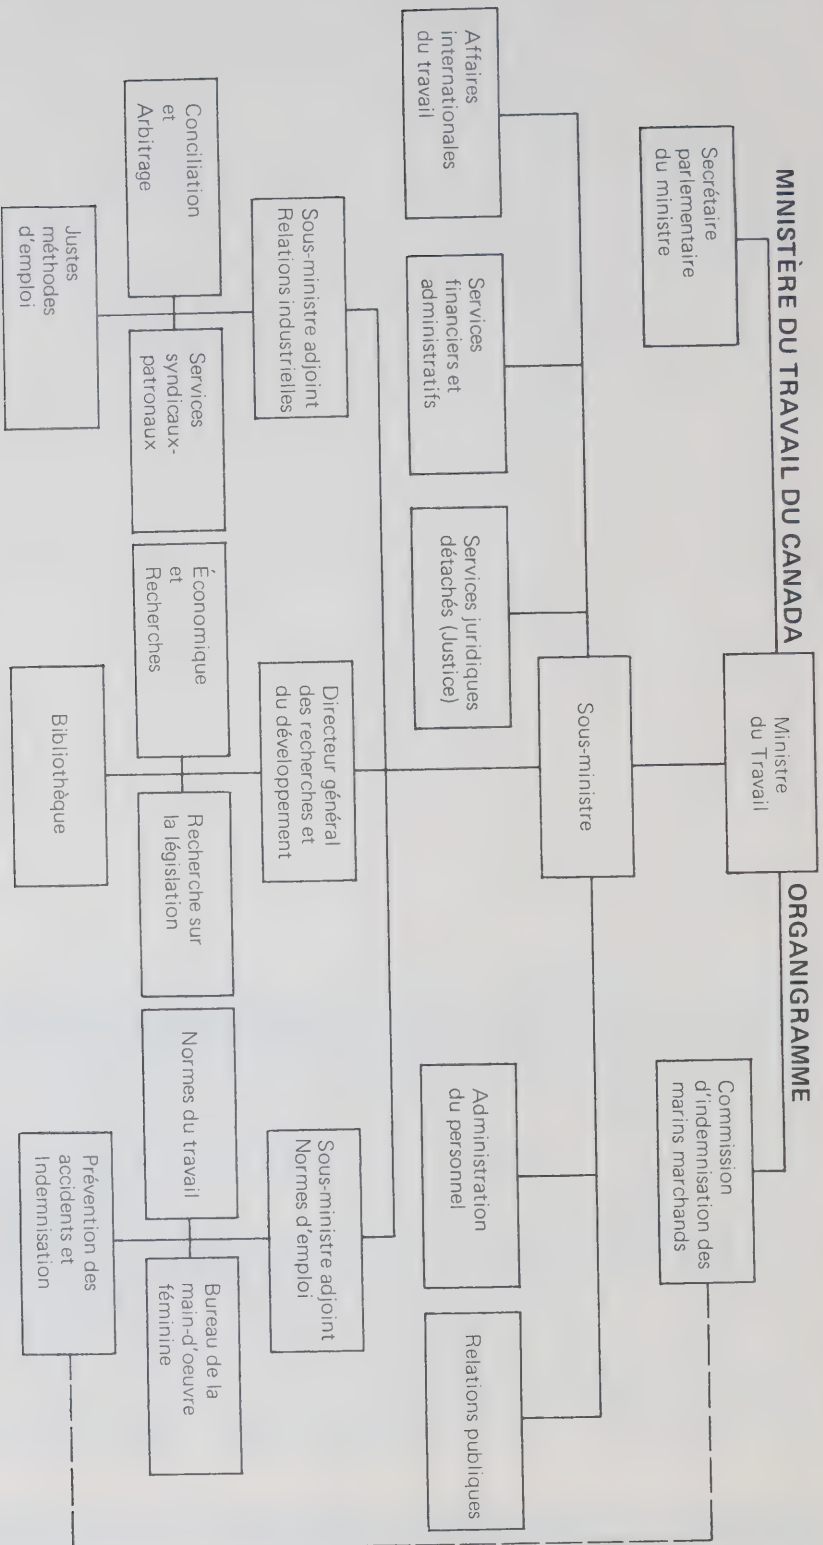 MINISTÈRE DU TRAVAIL DU CANADA
ORGANIGRAMME
Ministre
du Travail
Secrétaire
parlementaire
du ministre
Commission
d'indemnisation des
marins marchands
Sous-ministre
Affaires
internationales
du travail
Services
financiers et
administratifs
Services juridiques
détachés (Justice)
Administration
du personnel
Relations publiques
Sous-ministre adjoint
Relations industrielles
Directeur général
des recherches et
du développement
Sous-ministre adjoint
Normes d'emploi
Conciliation
et
Arbitrage
Services
syndicaux-
patronaux
Économique
et
Recherches
Recherche sur
la législation
Normes du travail
Bureau de la
main-d'oeuvre
féminine
Justes
méthodes
d'emploi
Bibliothèque
Prévention des
accidents et
Indemnisation